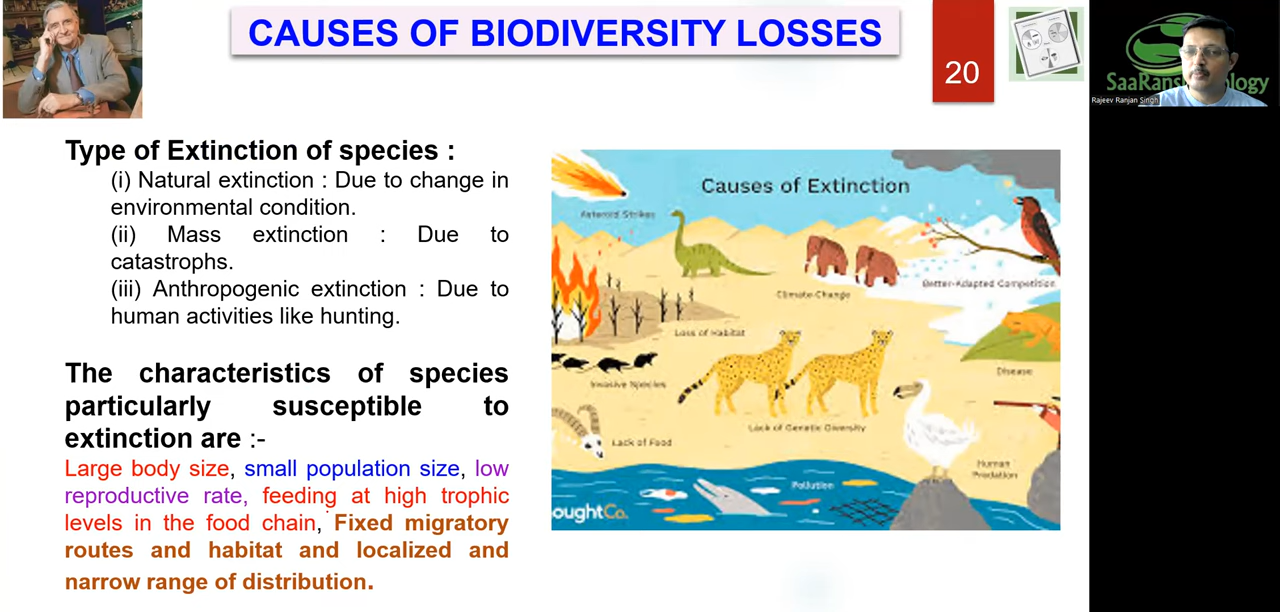 CAUSES OF BIODIVERSITY LOSSES
20
SaaRans
ology
Rajeev Ranjan Singh
Type of Extinction of species :
(i) Natural extinction : Due to change in
environmental condition.
(ii) Mass extinction : Due to
catastrophs.
(iii) Anthropogenic extinction : Due to
human activities like hunting.
The characteristics of species
particularly susceptible to
extinction are :-
Large body size, small population size, low
reproductive rate, feeding at high trophic
levels in the food chain, Fixed migratory
routes and habitat and localized and
narrow range of distribution.
Causes of Extinction
Asteroid Strikes
Climate Change
Better-Adapted Competition
Loss of Habitat
Invasive Species
Disease
Lack of Genetic Diversity
Lack of Food
Human
Predation
Pollution
oughtCo.